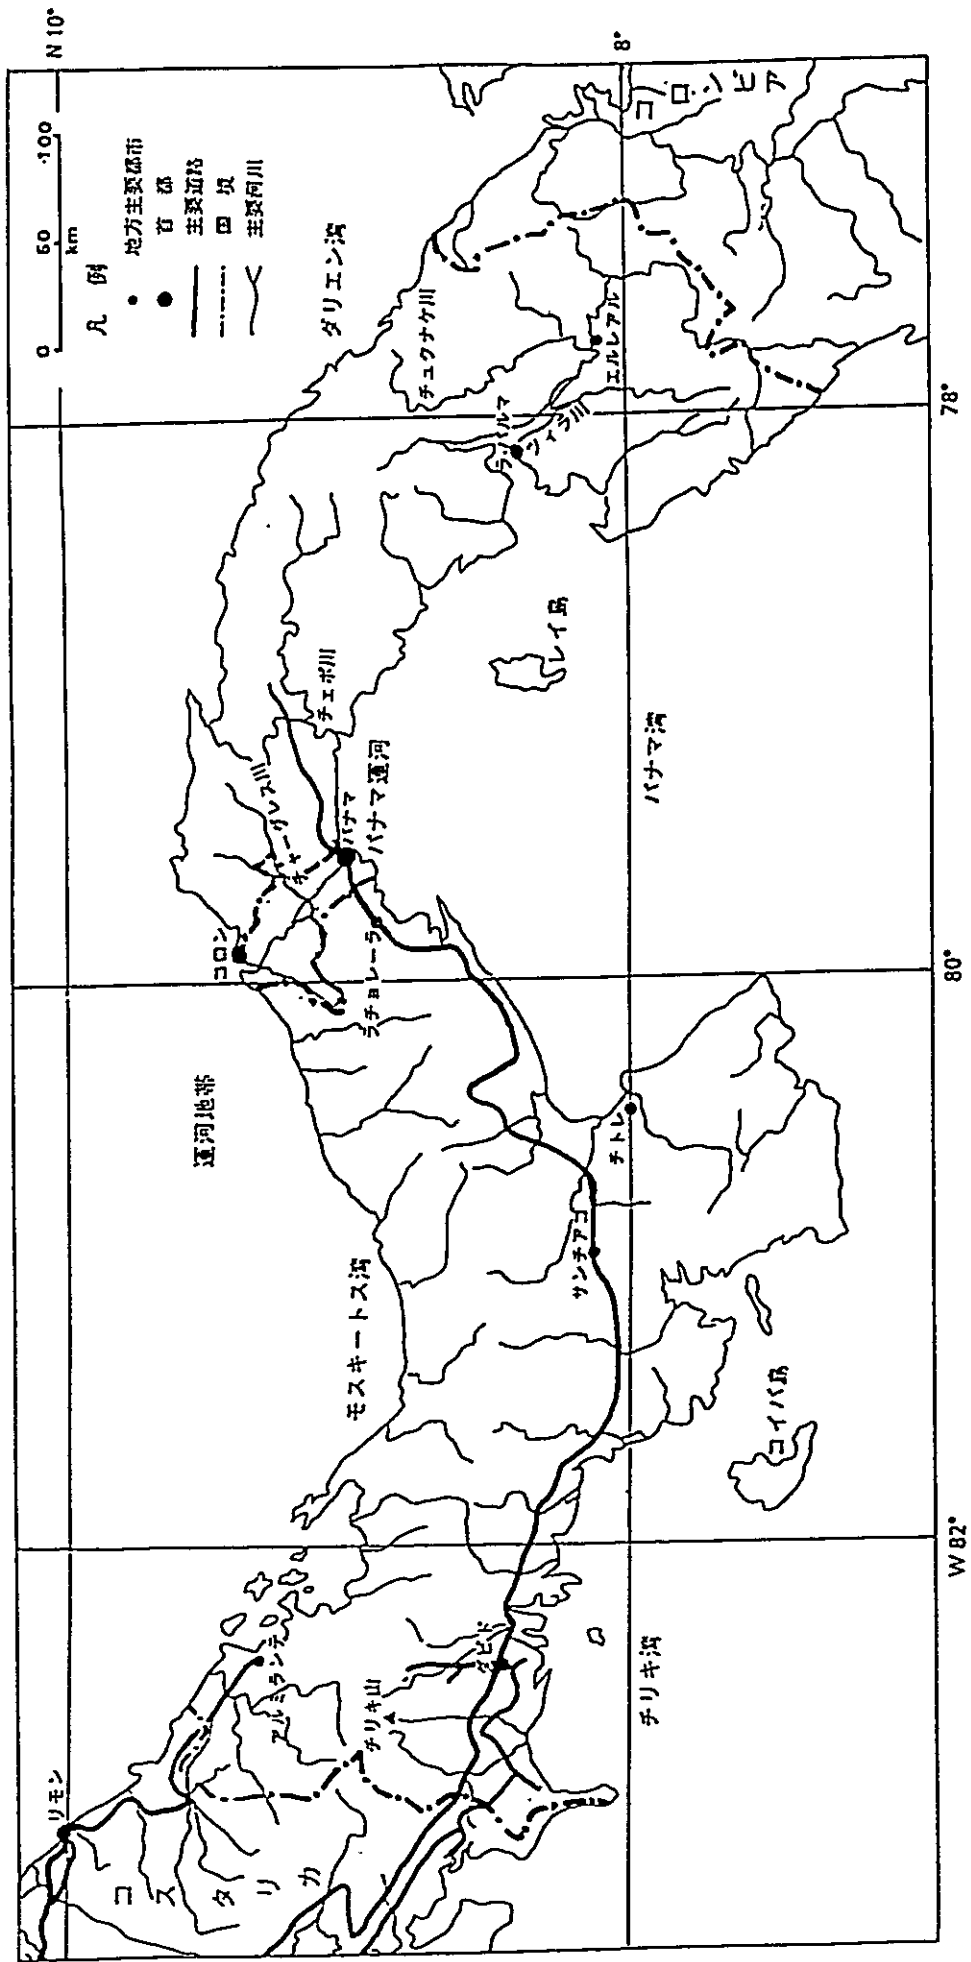 N 10°
8°
0 50 100
km
凡例
地方主要都市
首都
主要道路
国境
主要河川
リモン
コスタリカ
アルミランテ
チリキ山
ダビド
チリキ湾
モスキートス湾
運河地帯
コロン
チャーグレス川
パナマ
パナマ運河
ラチョレーラ
チェポ川
サンチアゴ
チトレ
コイバ島
レイ島
パナマ湾
ダリエン湾
チュクナケ川
ラパルマ
エルレアル
コロンビア
W 82°
80°
78°